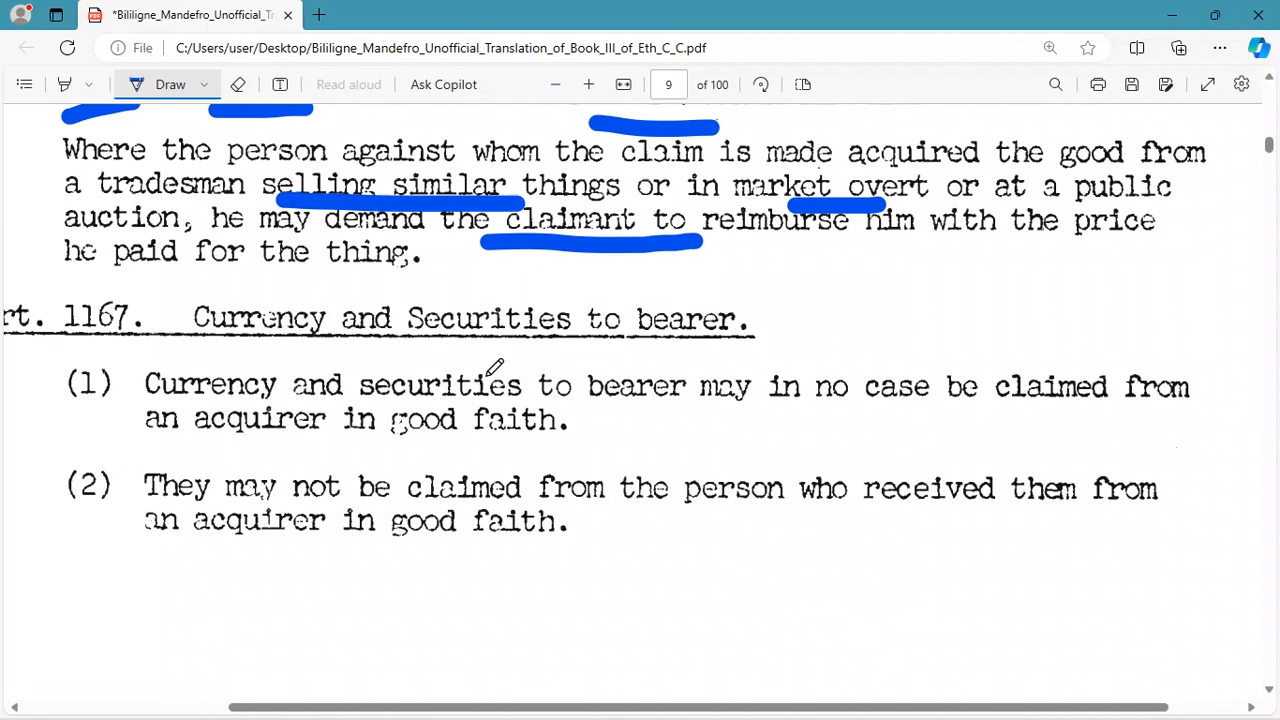 *Bililigne_Mandefro_Unofficial_Tr
File C:/Users/user/Desktop/Bililigne_Mandefro_Unofficial_Translation_of_Book_III_of_Eth_C_C.pdf
Draw Read aloud Ask Copilot 9 of 100
Where the person against whom the claim is made acquired the good from
a tradesman selling similar things or in market overt or at a public
auction, he may demand the claimant to reimburse him with the price
he paid for the thing.
rt. 1167. Currency and Securities to bearer.
(1) Currency and securities to bearer may in no case be claimed from
an acquirer in good faith.
(2) They may not be claimed from the person who received them from
an acquirer in good faith.